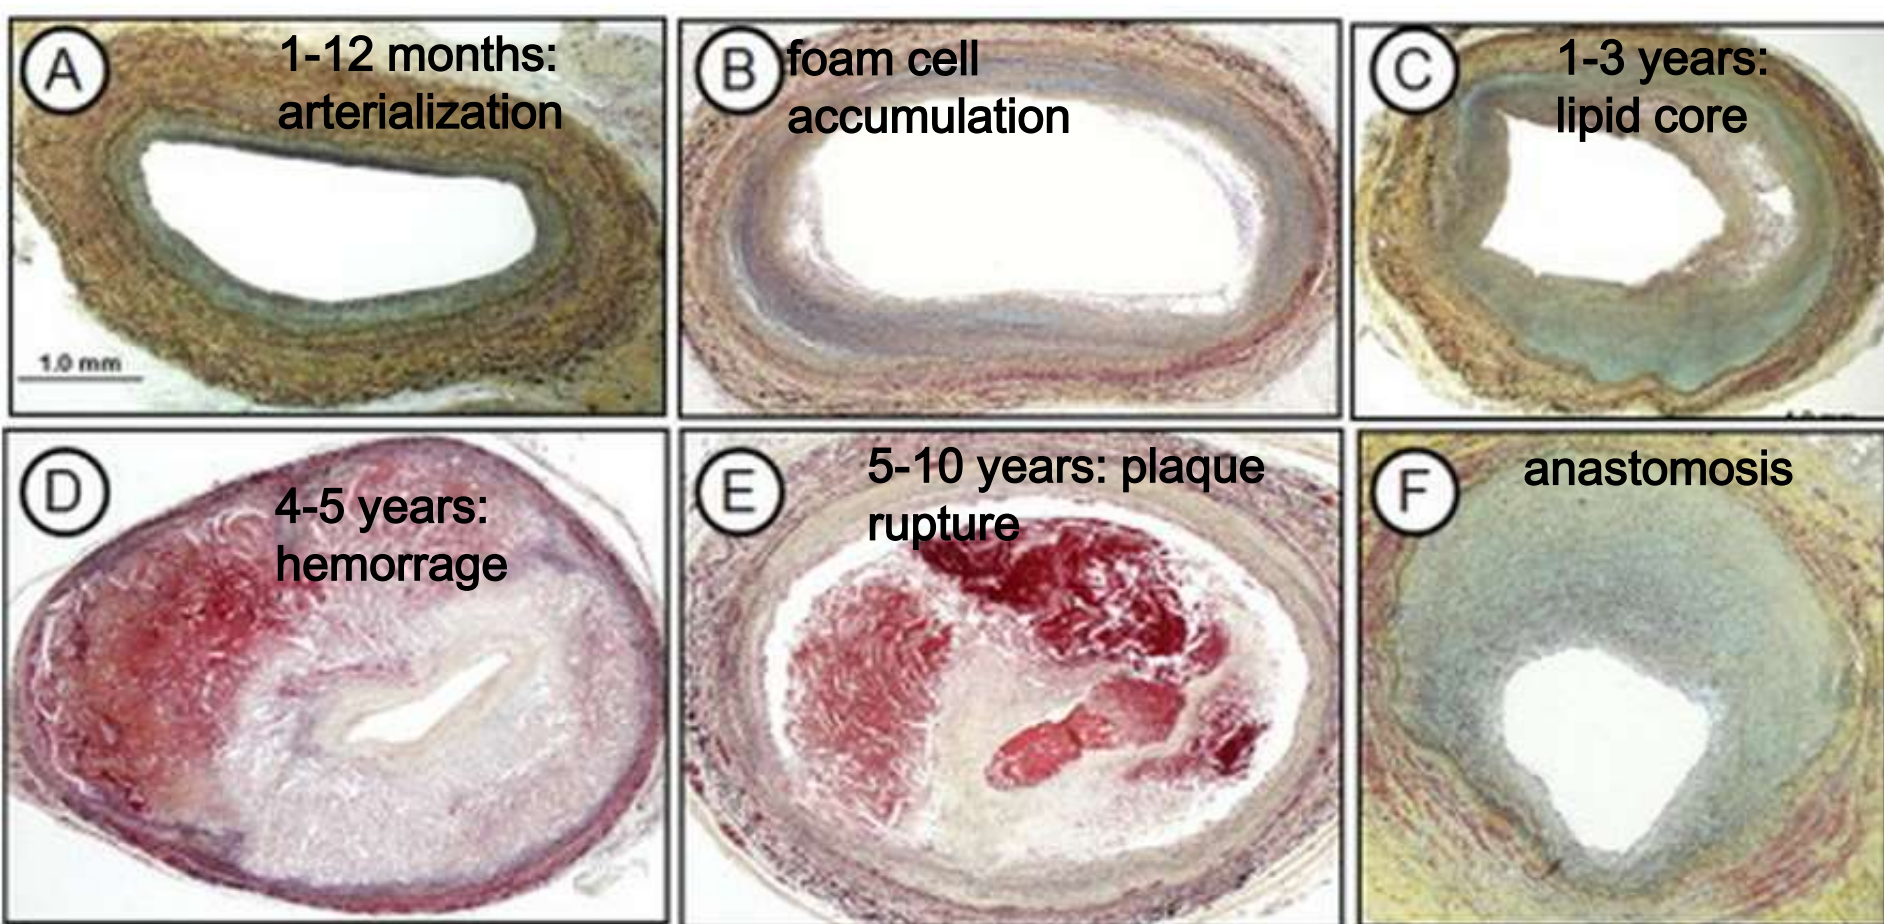 A
1-12 months:
arterialization
1.0 mm
B
foam cell
accumulation
C
1-3 years:
lipid core
D
4-5 years:
hemorrage
E
5-10 years: plaque
rupture
F
anastomosis